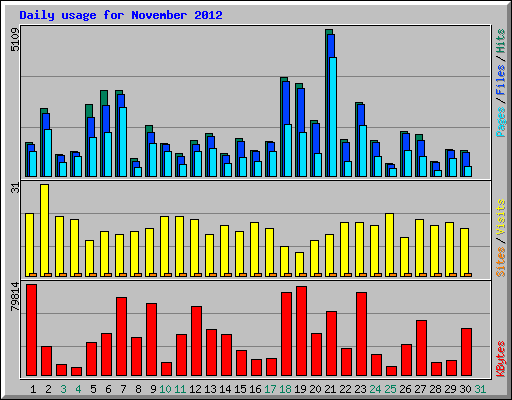 Daily usage for November 2012
5109
Pages / Files / Hits
31
Sites / Visits
79814
KBytes
1 2 3 4 5 6 7 8 9 10 11 12 13 14 15 16 17 18 19 20 21 22 23 24 25 26 27 28 29 30 31